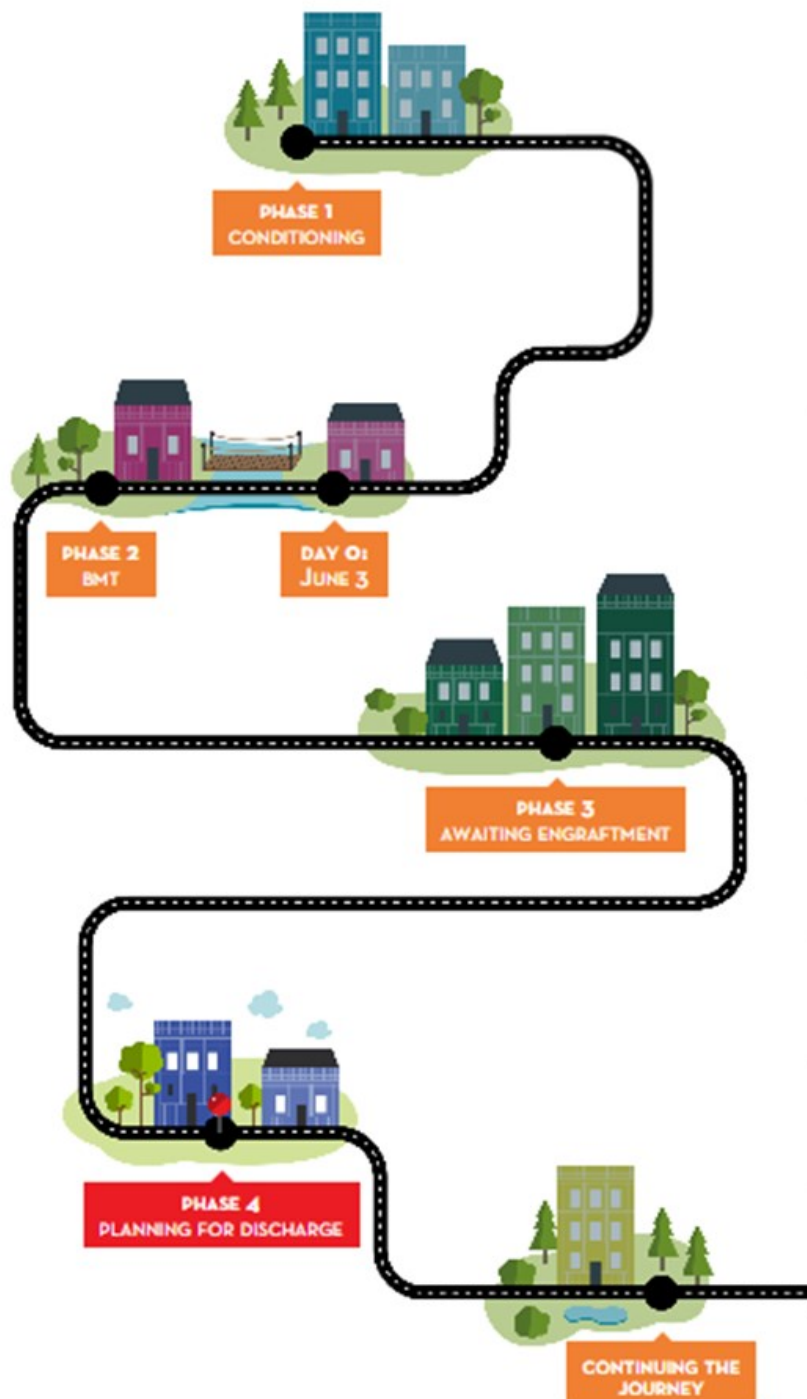 PHASE 1
CONDITIONING
PHASE 2
BMT
DAY 0:
JUNE 3
PHASE 3
AWAITING ENGRAFTMENT
PHASE 4
PLANNING FOR DISCHARGE
CONTINUING THE
JOURNEY